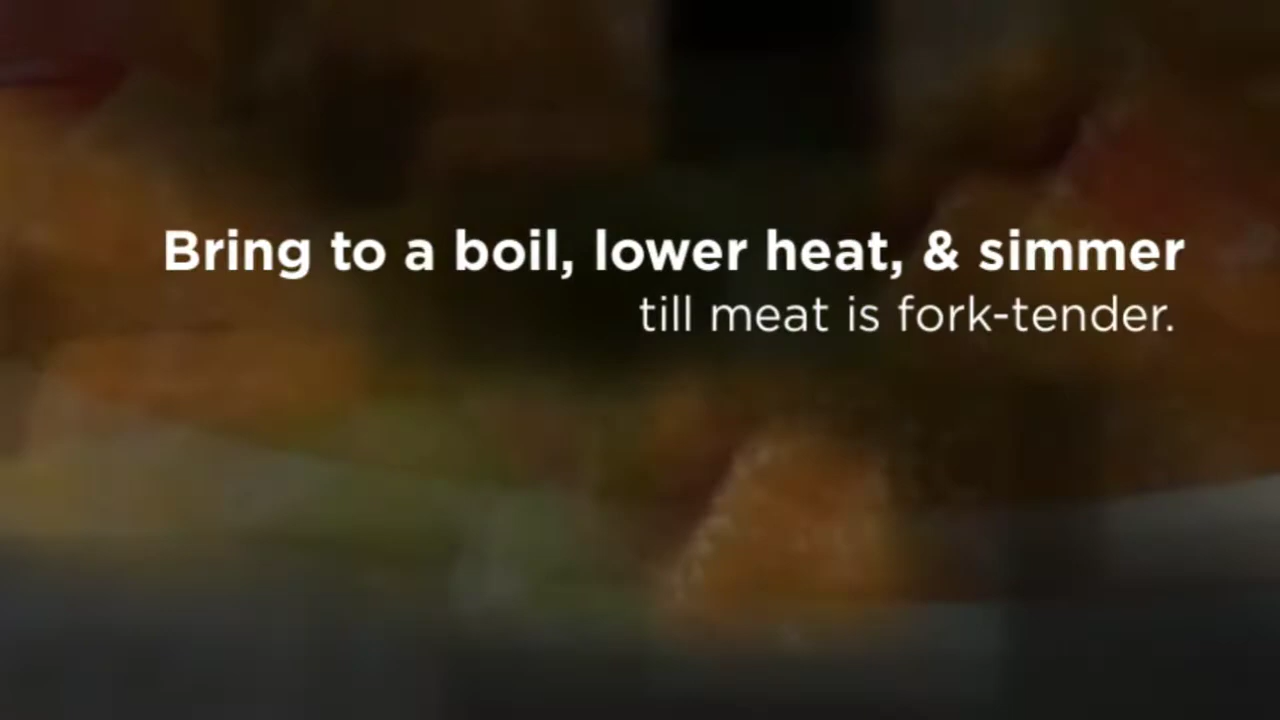 Bring to a boil, lower heat, & simmer
till meat is fork-tender.